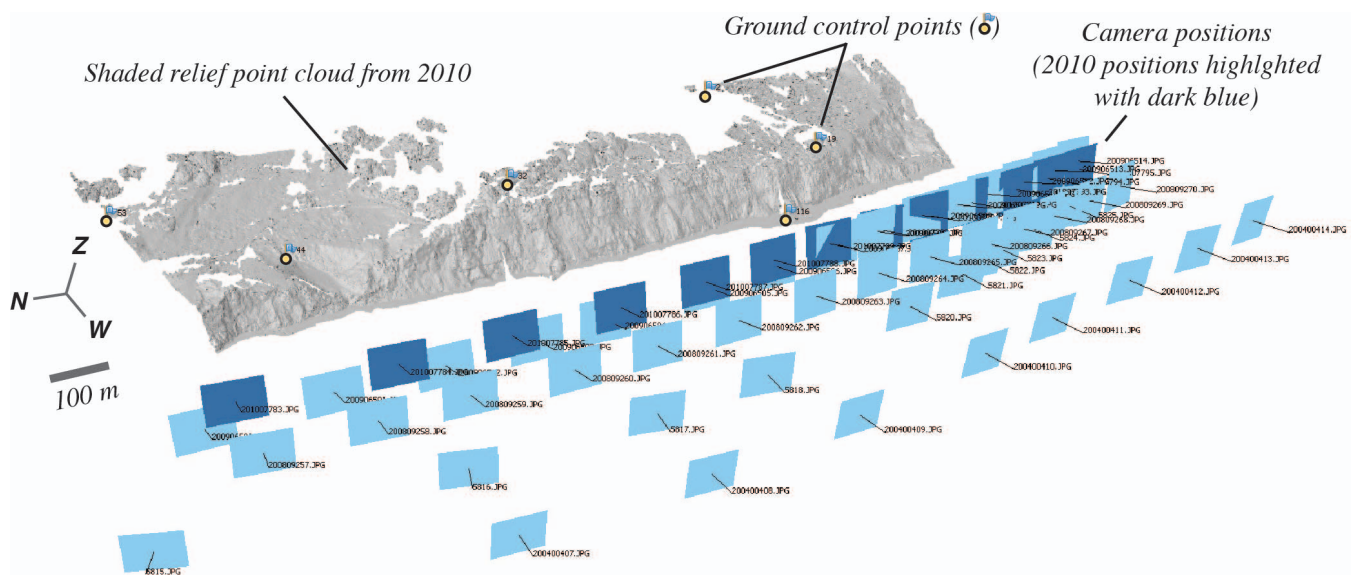 Ground control points ( )
Camera positions
(2010 positions highlghted
with dark blue)
Shaded relief point cloud from 2010
2
19
32
53
116
44
Z
N
W
100 m
200906514.JPG
200906513.JPG
07795.JPG
200809270.JPG
200809269.JPG
5825.JPG
200809268.JPG
200400414.JPG
200809267.JPG
5824.JPG
200809266.JPG
5823.JPG
200400413.JPG
200809265.JPG
5822.JPG
200809264.JPG
5821.JPG
200400412.JPG
201007788.JPG
201007787.JPG
200906505.JPG
200809263.JPG
5820.JPG
200400411.JPG
201007786.JPG
200809262.JPG
201007785.JPG
200809261.JPG
200400410.JPG
200809260.JPG
5818.JPG
201007783.JPG
200809259.JPG
5817.JPG
200400409.JPG
200809258.JPG
200809257.JPG
5816.JPG
200400408.JPG
200400407.JPG
5815.JPG